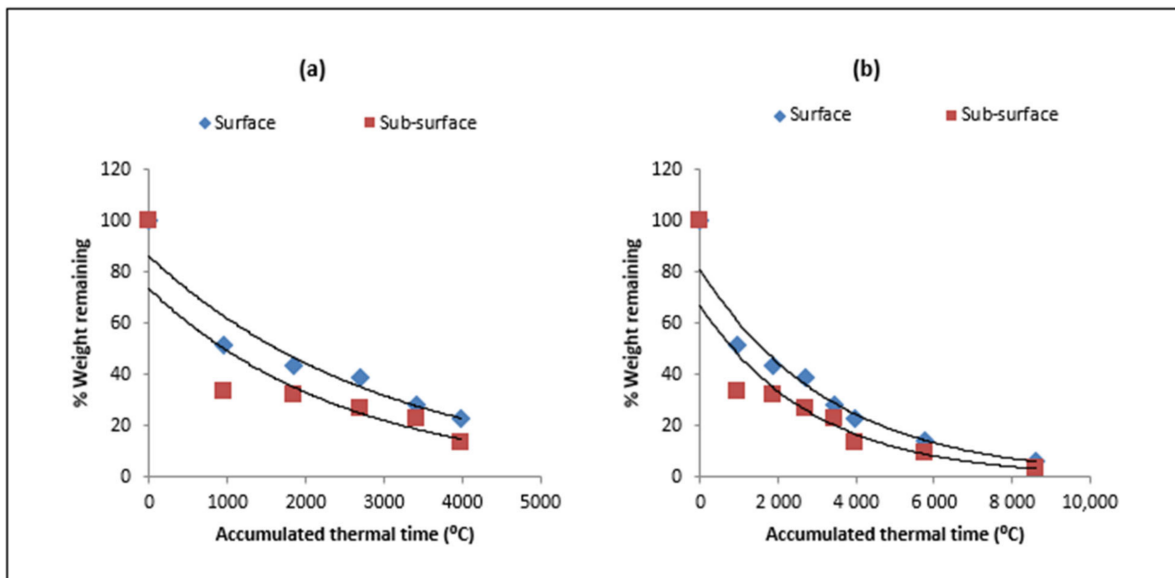 (a)
Surface
Sub-surface
120
100
80
60
40
20
0
% Weight remaining
0 1000 2000 3000 4000 5000
Accumulated thermal time (⁰C)
(b)
Surface
Sub-surface
120
100
80
60
40
20
0
% Weight remaining
0 2 000 4 000 6 000 8 000 10,000
Accumulated thermal time (⁰C)